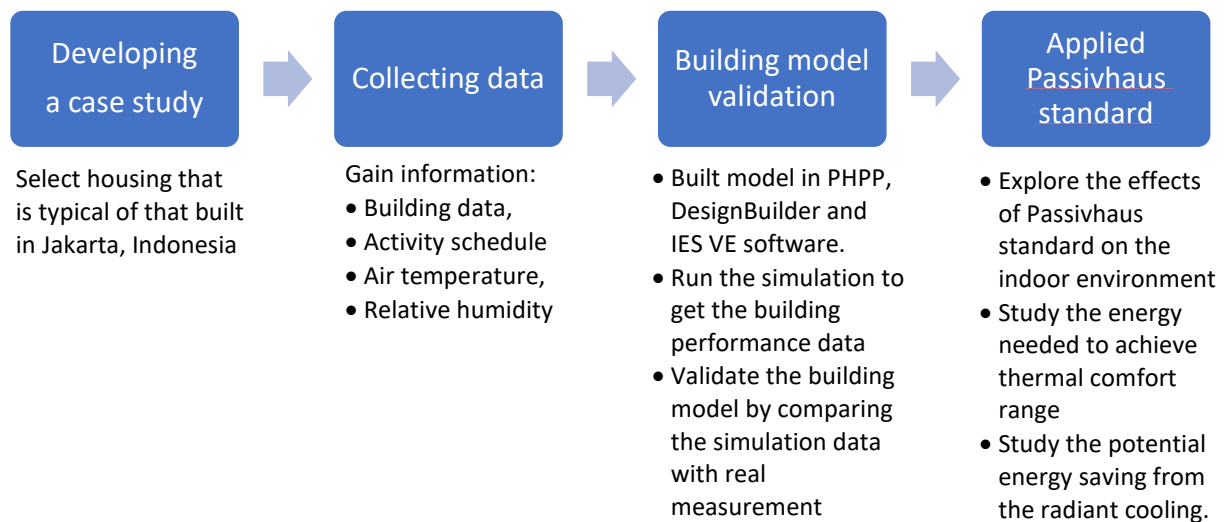 Developing
a case study
Select housing that
is typical of that built
in Jakarta, Indonesia
Collecting data
Gain information:
• Building data,
• Activity schedule
• Air temperature,
• Relative humidity
Building model
validation
• Built model in PHPP,
DesignBuilder and
IES VE software.
• Run the simulation to
get the building
performance data
• Validate the building
model by comparing
the simulation data
with real
measurement
Applied
Passivhaus
standard
• Explore the effects
of Passivhaus
standard on the
indoor environment
• Study the energy
needed to achieve
thermal comfort
range
• Study the potential
energy saving from
the radiant cooling.